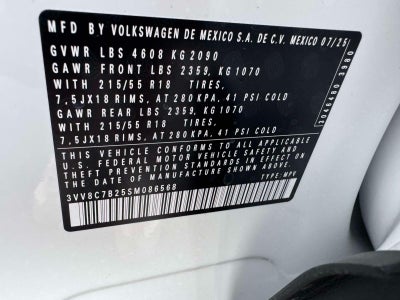 MFD BY VOLKSWAGEN DE MEXICO S.A. DE C.V. MEXICO 07/25
GVWR LBS 4608 KG 2090
GAWR FRONT LBS 2359, KG 1070
WITH 215/55 R18 TIRES,
7,5JX18 RIMS, AT 280 KPA, 41 PSI COLD
GAWR REAR LBS 2359, KG 1070
WITH 215/55 R18 TIRES,
7,5JX18 RIMS, AT 280 KPA, 41 PSI COLD
THIS VEHICLE CONFORMS TO ALL APPLICABLE
U.S. FEDERAL MOTOR VEHICLE SAFETY AND
THEFT PREVENTION STANDARDS IN EFFECT ON THE
DATE OF MANUFACTURE SHOWN ABOVE.
3VV8C7B25SM086568
TYPE: MPV